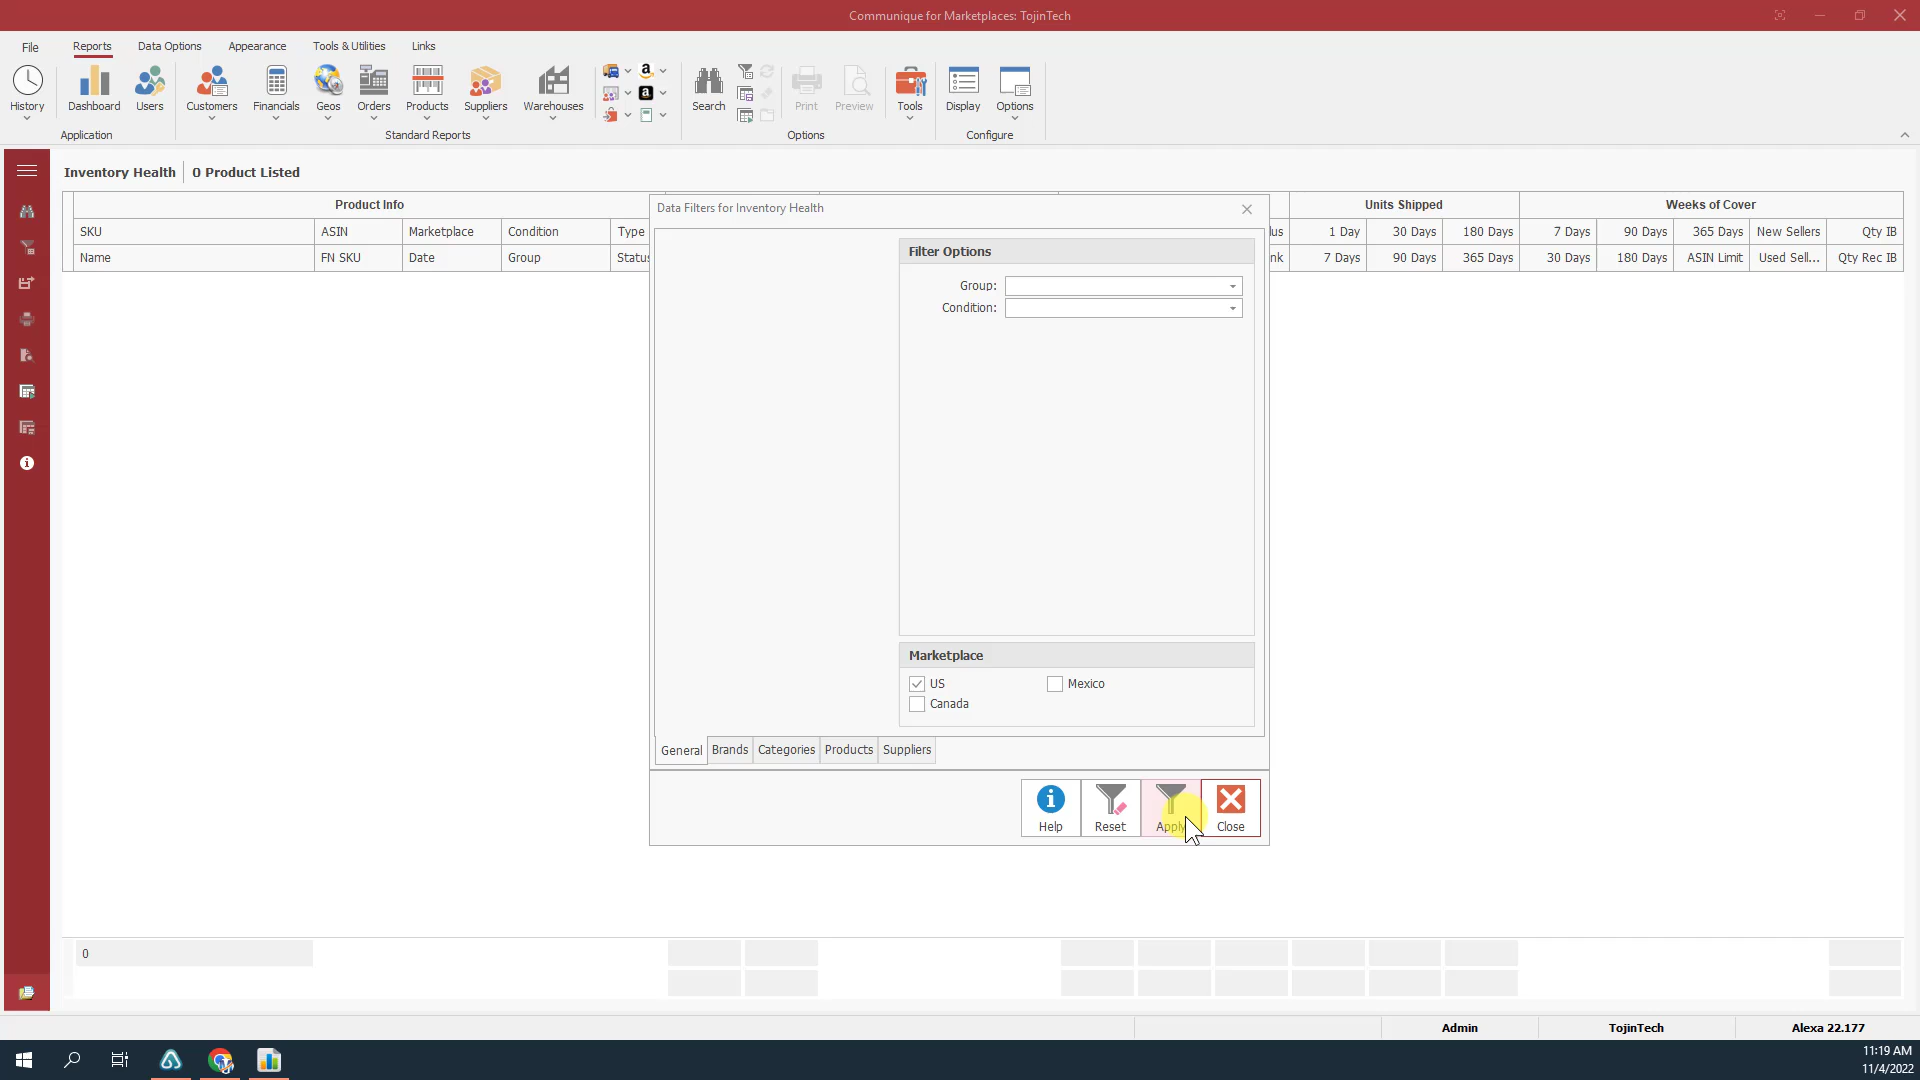 Communique for Marketplaces: TojinTech
File Reports Data Options Appearance Tools & Utilities Links
History Dashboard Users Customers Financials Geos Orders Products Suppliers Warehouses Search Print Preview Tools Display Options
Application Standard Reports Options Configure
Inventory Health 0 Product Listed
Product Info Units Shipped Weeks of Cover
SKU ASIN Marketplace Condition Type 1 Day 30 Days 180 Days 7 Days 90 Days 365 Days New Sellers Qty IB
Name FN SKU Date Group Status 7 Days 90 Days 365 Days 30 Days 180 Days ASIN Limit Used Sell... Qty Rec IB
Data Filters for Inventory Health
Filter Options
Group:
Condition:
Marketplace
US Mexico
Canada
General Brands Categories Products Suppliers
Help Reset Apply Close
0
Admin TojinTech Alexa 22.177
11:19 AM
11/4/2022